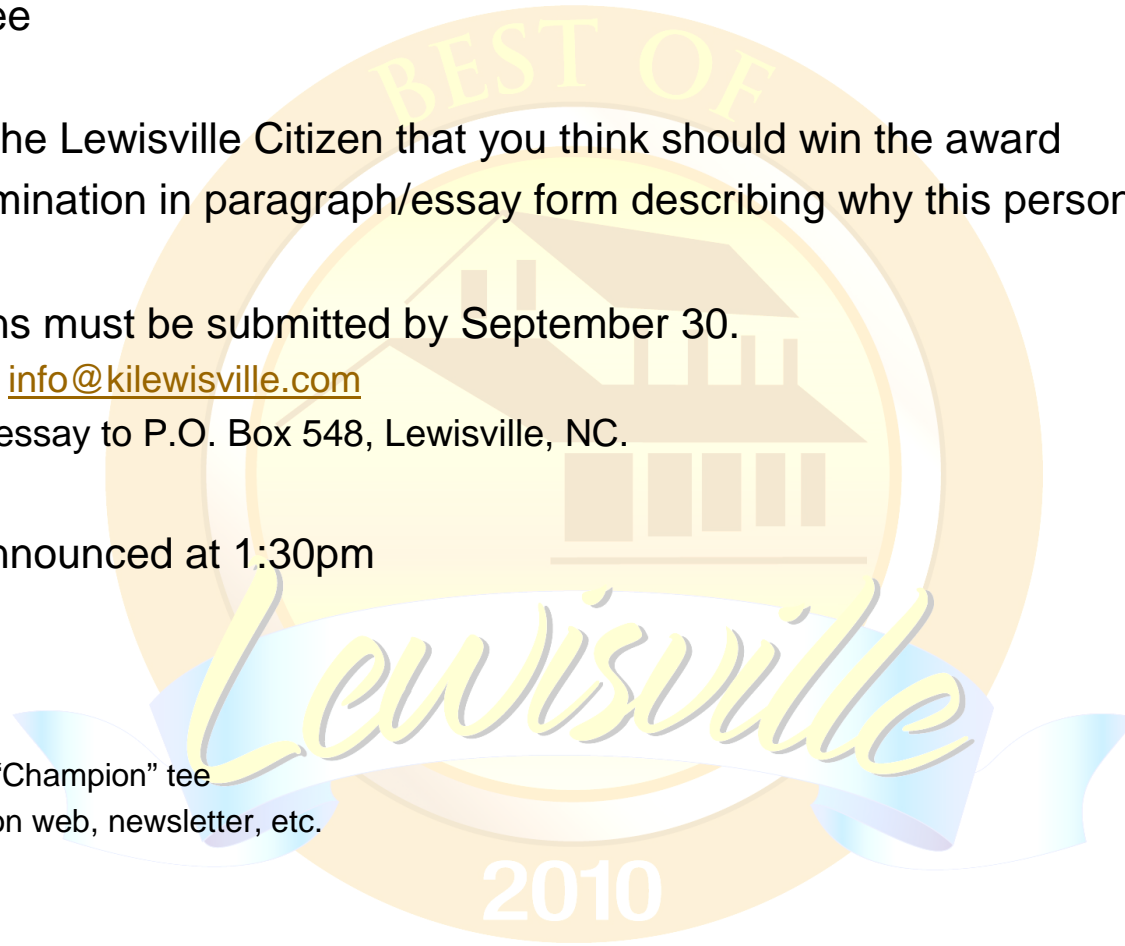 ee
BEST OF
he Lewisville Citizen that you think should win the award
mination in paragraph/essay form describing why this person
ns must be submitted by September 30.
info@kilewisville.com
essay to P.O. Box 548, Lewisville, NC.
nnounced at 1:30pm
Lewisville
“Champion” tee
on web, newsletter, etc.
2010